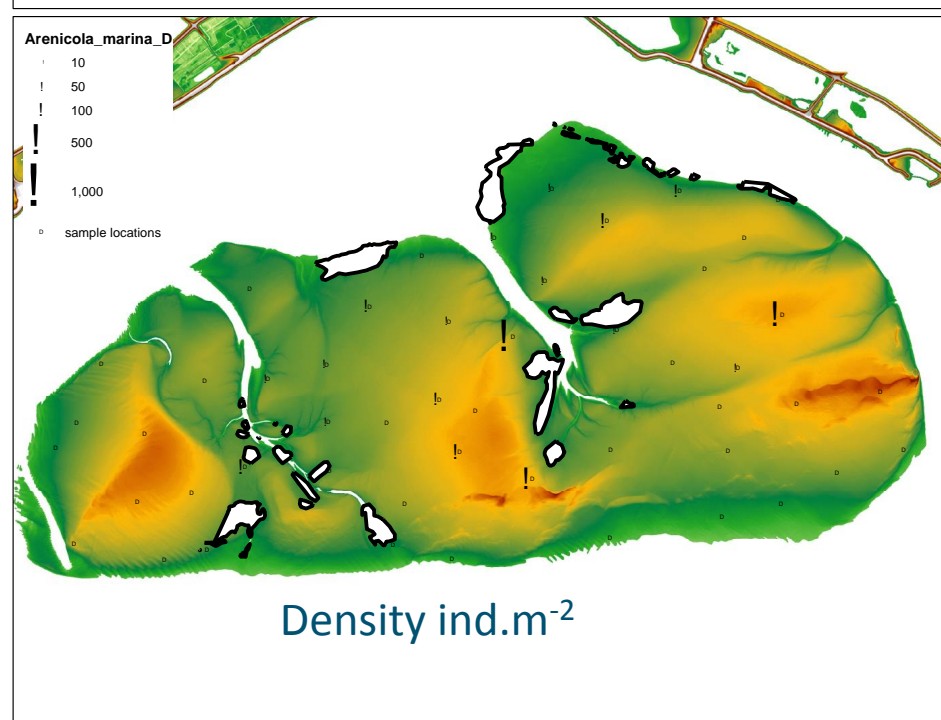 Arenicola_marina_D
! 10
! 50
! 100
! 500
! 1,000
D sample locations
Density ind.m-2